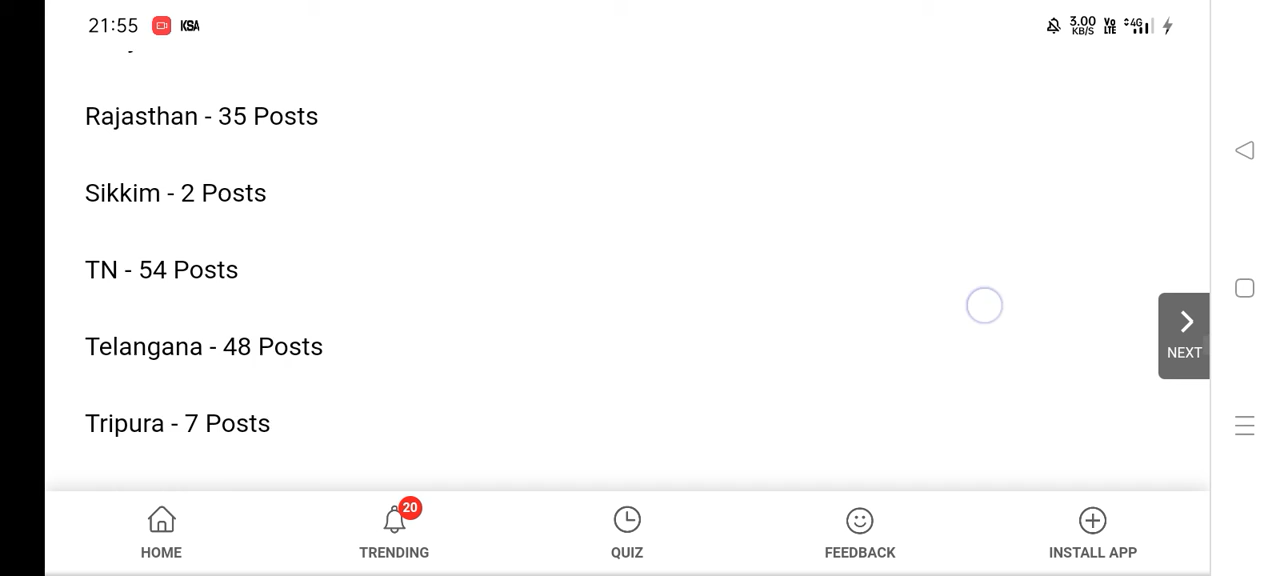 21:55 KSA 3.00 KB/S Vo LTE 4G
Rajasthan - 35 Posts
Sikkim - 2 Posts
TN - 54 Posts
Telangana - 48 Posts
NEXT
Tripura - 7 Posts
20
HOME TRENDING QUIZ FEEDBACK INSTALL APP